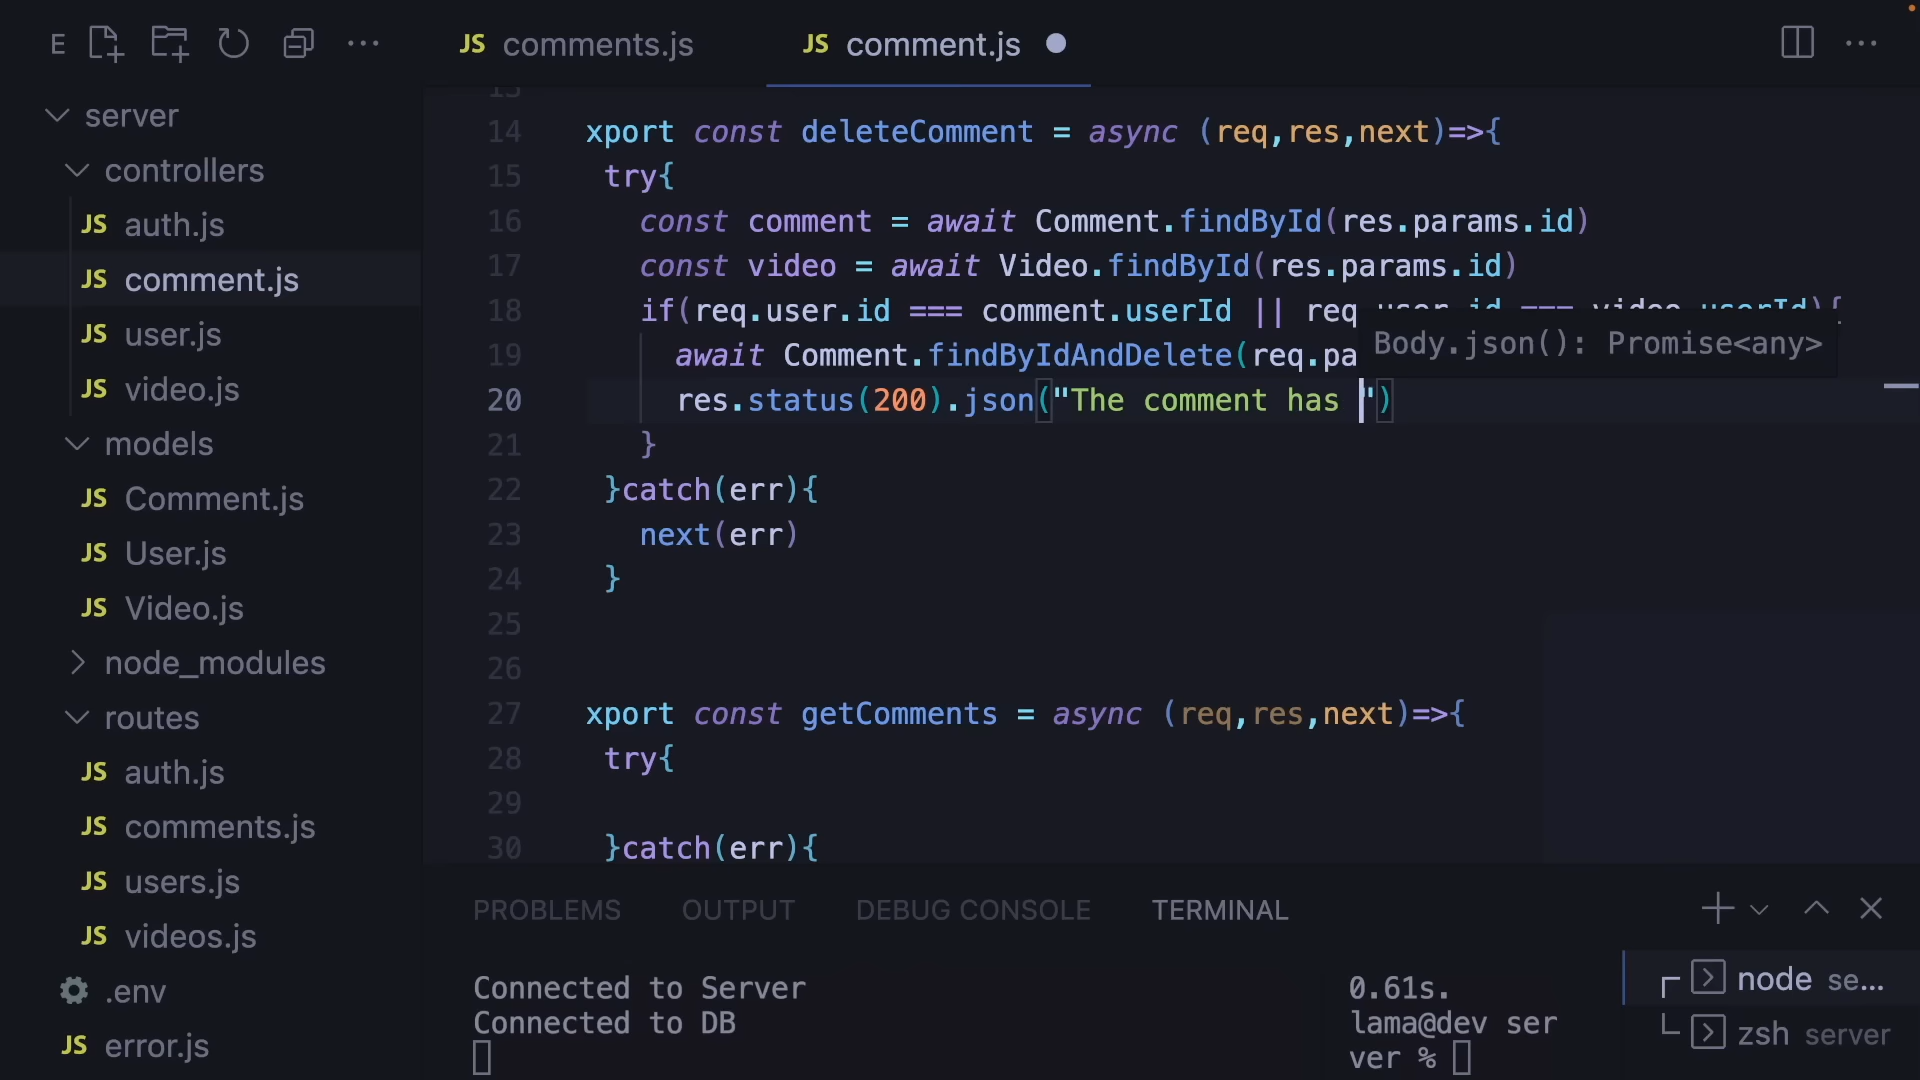 E
JS comments.js
JS comment.js
server
controllers
JS auth.js
JS comment.js
JS user.js
JS video.js
models
JS Comment.js
JS User.js
JS Video.js
node_modules
routes
JS auth.js
JS comments.js
JS users.js
JS videos.js
.env
JS error.js
13
14 xport const deleteComment = async (req,res,next)=>{
15 try{
16 const comment = await Comment.findById(res.params.id)
17 const video = await Video.findById(res.params.id)
18 if(req.user.id === comment.userId || req.user.id === video.userId){
19 await Comment.findByIdAndDelete(req.pa
Body.json(): Promise<any>
20 res.status(200).json("The comment has ")
21 }
22 }catch(err){
23 next(err)
24 }
25
26
27 xport const getComments = async (req,res,next)=>{
28 try{
29
30 }catch(err){
PROBLEMS OUTPUT DEBUG CONSOLE TERMINAL
Connected to Server
Connected to DB
0.61s.
lama@dev ser
ver %
node se...
zsh server